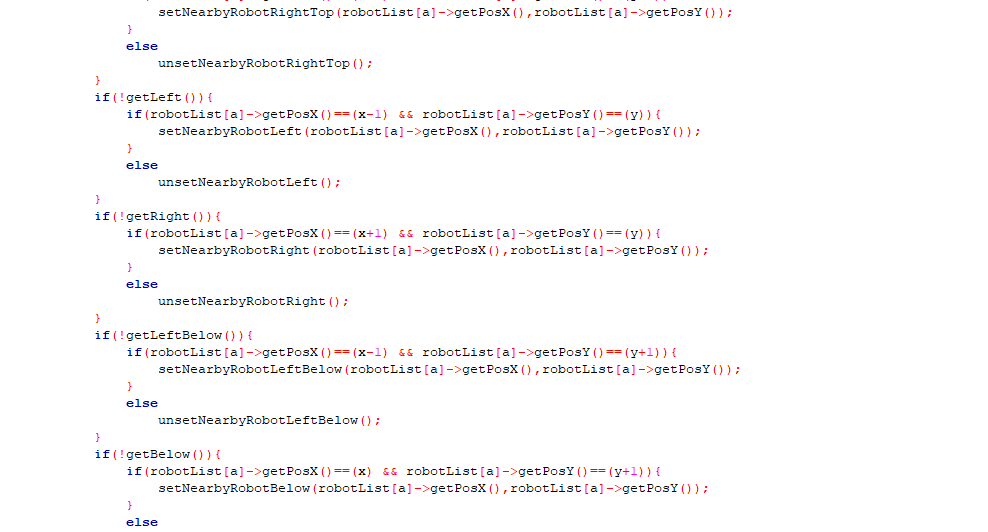 setNearbyRobotRightTop(robotList[a]->getPosX(),robotList[a]->getPosY());
}
else
unsetNearbyRobotRightTop();
}
if(!getLeft()){
if(robotList[a]->getPosX()==(x-1) && robotList[a]->getPosY()==(y)){
setNearbyRobotLeft(robotList[a]->getPosX(),robotList[a]->getPosY());
}
else
unsetNearbyRobotLeft();
}
if(!getRight()){
if(robotList[a]->getPosX()==(x+1) && robotList[a]->getPosY()==(y)){
setNearbyRobotRight(robotList[a]->getPosX(),robotList[a]->getPosY());
}
else
unsetNearbyRobotRight();
}
if(!getLeftBelow()){
if(robotList[a]->getPosX()==(x-1) && robotList[a]->getPosY()==(y+1)){
setNearbyRobotLeftBelow(robotList[a]->getPosX(),robotList[a]->getPosY());
}
else
unsetNearbyRobotLeftBelow();
}
if(!getBelow()){
if(robotList[a]->getPosX()==(x) && robotList[a]->getPosY()==(y+1)){
setNearbyRobotBelow(robotList[a]->getPosX(),robotList[a]->getPosY());
}
else